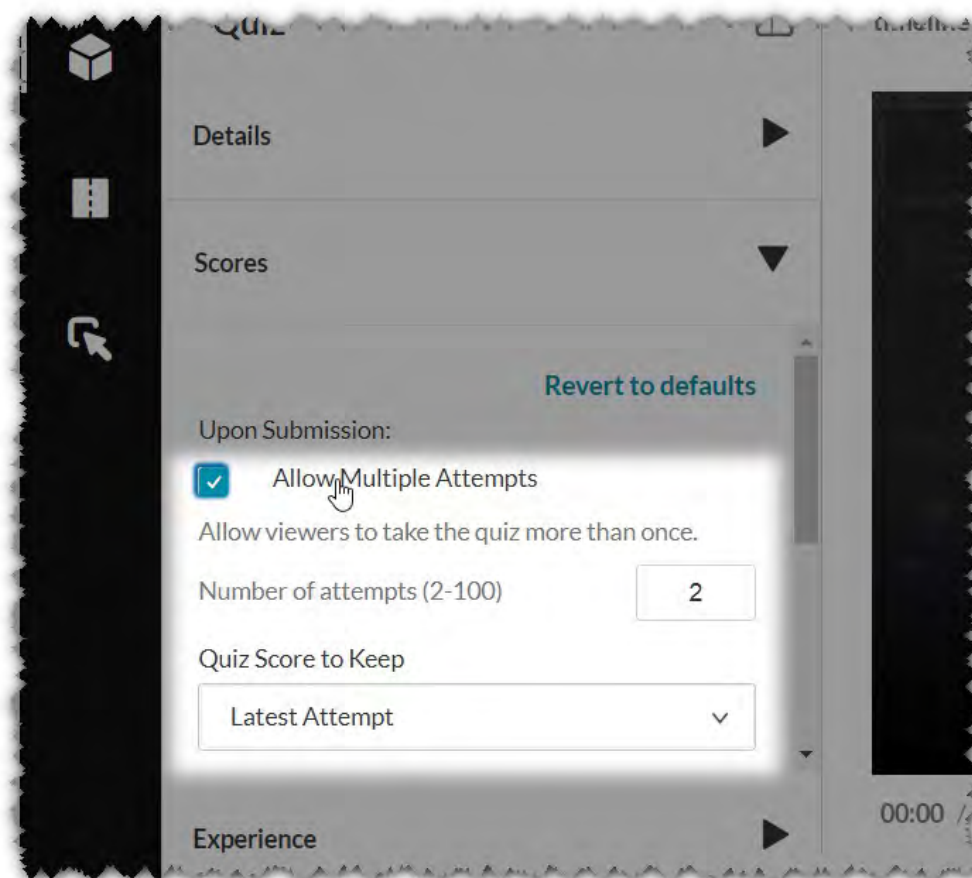 Quiz
Details
Scores
Revert to defaults
Upon Submission:
Allow Multiple Attempts
Allow viewers to take the quiz more than once.
Number of attempts (2-100)
2
Quiz Score to Keep
Latest Attempt
Experience
00:00 /